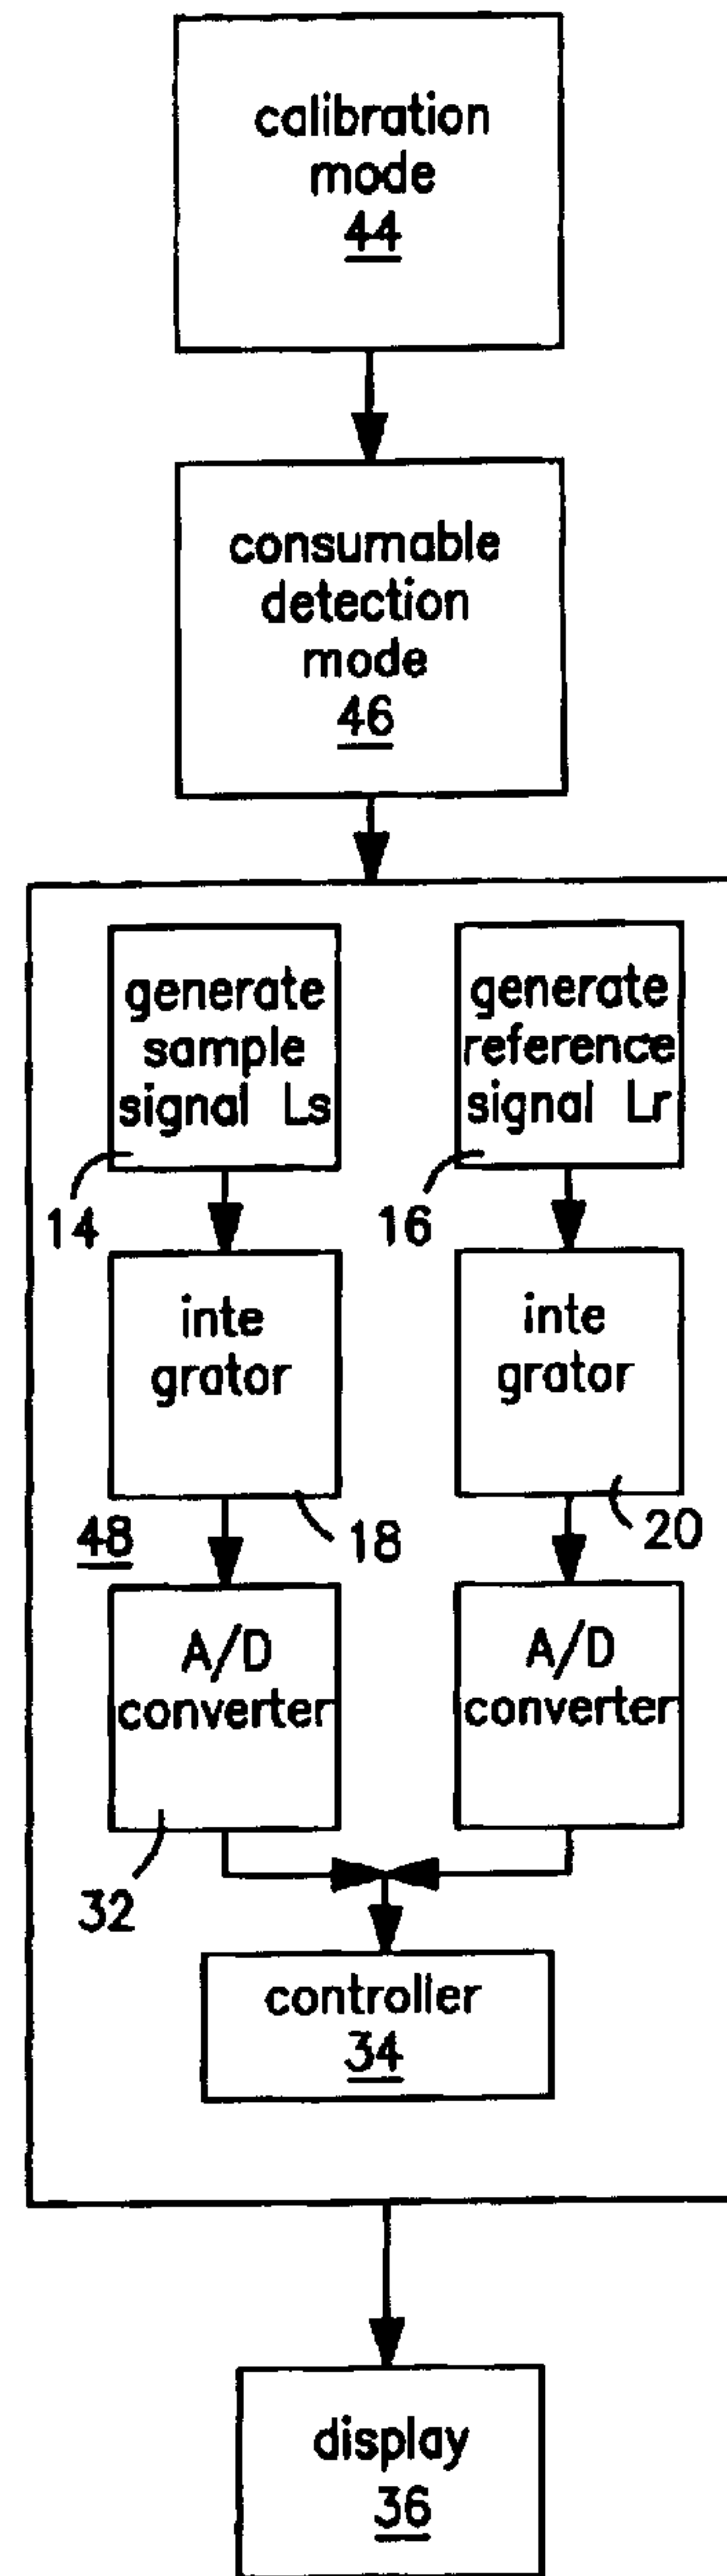 calibration
mode
44
consumable
detection
mode
46
generate
sample
signal Ls
14
generate
reference
signal Lr
16
inte
grator
18
inte
grator
20
48
A/D
converter
32
A/D
converter
controller
34
display
36